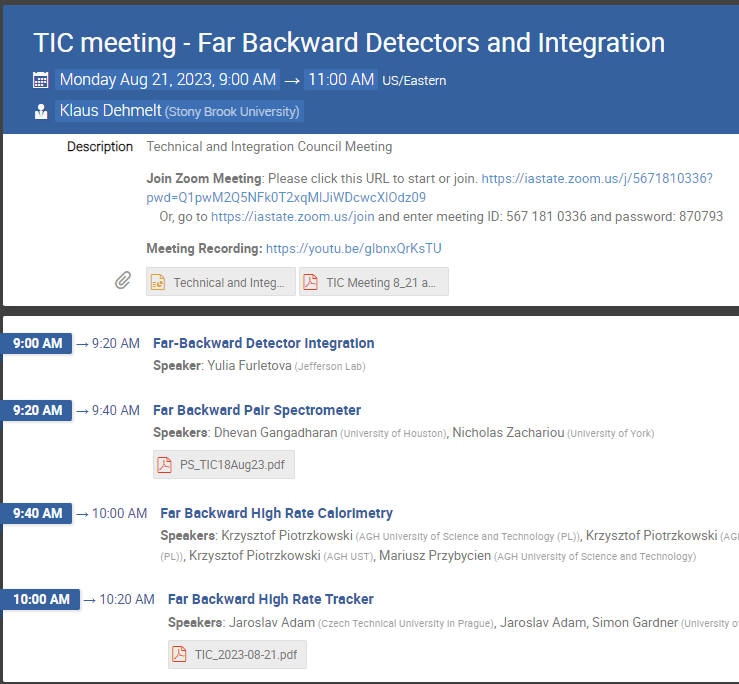 TIC meeting - Far Backward Detectors and Integration
Monday Aug 21, 2023, 9:00 AM → 11:00 AM US/Eastern
Klaus Dehmelt (Stony Brook University)
Description Technical and Integration Council Meeting
Join Zoom Meeting: Please click this URL to start or join. https://iastate.zoom.us/j/5671810336?
pwd=Q1pwM2Q5NFk0T2xqMlJiWDcwcXlOdz09
Or, go to https://iastate.zoom.us/join and enter meeting ID: 567 181 0336 and password: 870793
Meeting Recording: https://youtu.be/glbnxQrKsTU
Technical and Integ... TIC Meeting 8_21 a...
9:00 AM → 9:20 AM Far-Backward Detector Integration
Speaker: Yulia Furletova (Jefferson Lab)
9:20 AM → 9:40 AM Far Backward Pair Spectrometer
Speakers: Dhevan Gangadharan (University of Houston), Nicholas Zachariou (University of York)
PS_TIC18Aug23.pdf
9:40 AM → 10:00 AM Far Backward High Rate Calorimetry
Speakers: Krzysztof Piotrzkowski (AGH University of Science and Technology (PL)), Krzysztof Piotrzkowski (AG
(PL)), Krzysztof Piotrzkowski (AGH UST), Mariusz Przybycien (AGH University of Science and Technology)
10:00 AM → 10:20 AM Far Backward High Rate Tracker
Speakers: Jaroslav Adam (Czech Technical University in Prague), Jaroslav Adam, Simon Gardner (University o
TIC_2023-08-21.pdf